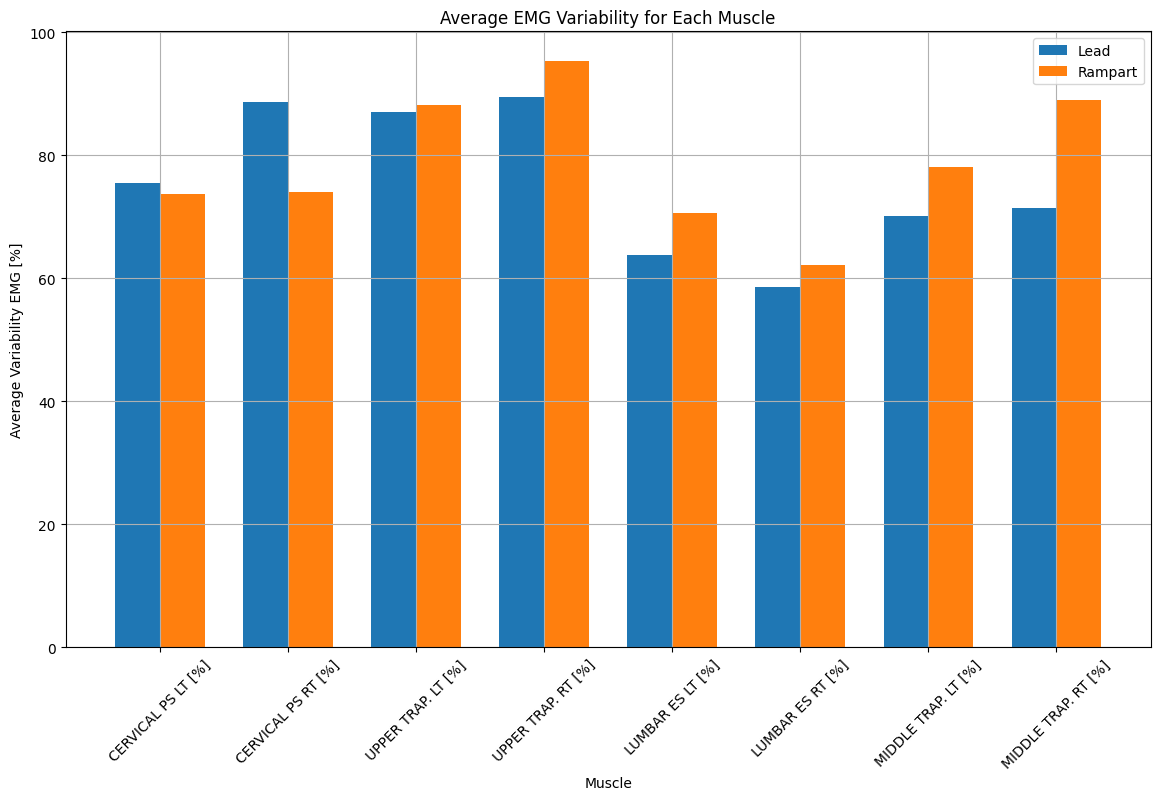 Average EMG Variability for Each Muscle
Lead
Rampart
100
80
60
40
20
0
Average Variability EMG [%]
CERVICAL PS LT [%]
CERVICAL PS RT [%]
UPPER TRAP. LT [%]
UPPER TRAP. RT [%]
LUMBAR ES LT [%]
LUMBAR ES RT [%]
MIDDLE TRAP. LT [%]
MIDDLE TRAP. RT [%]
Muscle